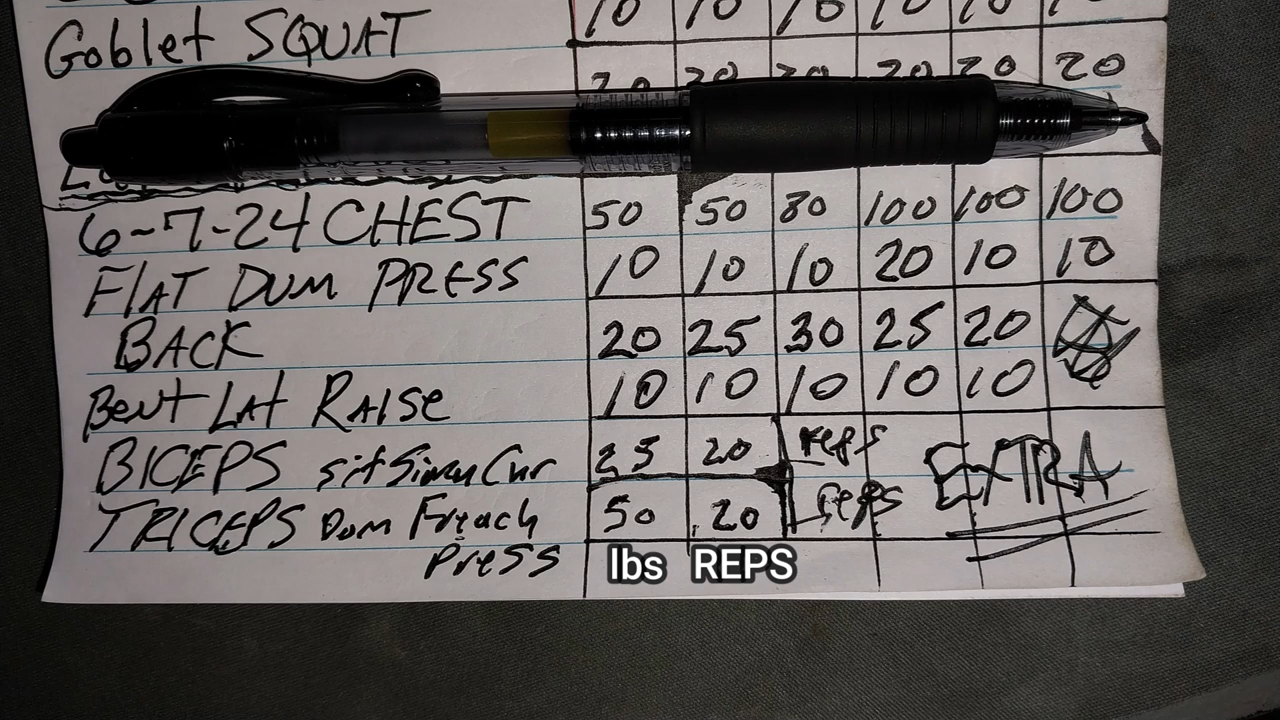 10 10 10 10 10
Goblet SQUAT
20 20 20 20 20 20
6-7-24 CHEST 50 50 80 100 100 100
FLAT DUM PRESS 10 10 10 20 10 10
BACK 20 25 30 25 20
Bent LAT RAISE 10 10 10 10 10
BICEPS sit Cur 25 20 reps
EXTRA
TRICEPS DUM 50 20 reps
Press
lbs REPS